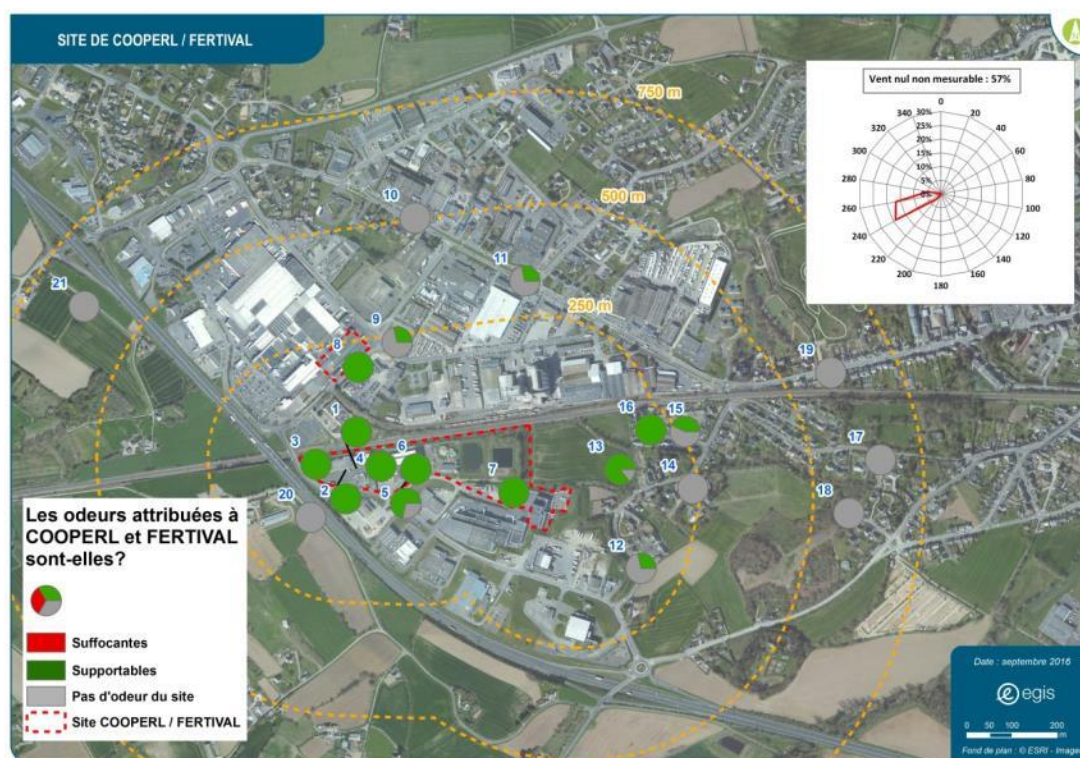 SITE DE COOPERL / FERTIVAL
N
Vent nul non mesurable : 57%
0
340
20
320
40
300
60
280
80
260
100
240
120
220
140
200
160
180
30%
25%
20%
15%
10%
5%
0%
750 m
500 m
250 m
10
11
21
9
8
19
1
16
15
3
4
6
13
17
7
14
2
5
20
18
12
Les odeurs attribuées à
COOPERL et FERTIVAL
sont-elles?
Suffocantes
Supportables
Pas d'odeur du site
Site COOPERL / FERTIVAL
Date : septembre 2016
egis
0 50 100 200
m
Fond de plan : © ESRI - Image